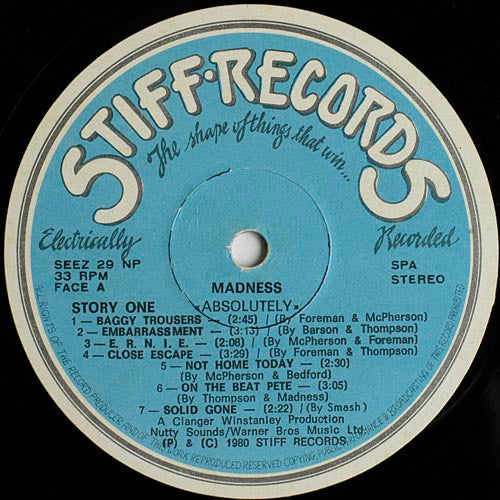 STIFF·RECORDS
The shape of things that win...
Electrically Recorded
SEEZ 29 NP
33 RPM
FACE A
SPA
STEREO
MADNESS
STORY ONE «ABSOLUTELY»
1 — BAGGY TROUSERS — (2:45) / (By Foreman & McPherson)
2 — EMBARRASSMENT — (3:13) / (By Barson & Thompson)
3 — E. R. N. I. E. — (2:08) / (By McPherson & Foreman)
4 — CLOSE ESCAPE — (3:29) / (By Foreman & Thompson)
5 — NOT HOME TODAY — (2:30)
(By McPherson & Bedford)
6 — ON THE BEAT PETE — (3:05)
(By Thompson & Madness)
7 — SOLID GONE — (2:22) / (By Smash)
A Clanger Winstanley Production
Nutty Sounds/Warner Bros Music Ltd.
(P) & (C) 1980 STIFF RECORDS
ALL RIGHTS OF THE RECORD PRODUCER AND OF THE WORK REPRODUCED RESERVED COPYING, PUBLIC PERFORMANCE & BROADCASTING OF THIS RECORD PROHIBITED